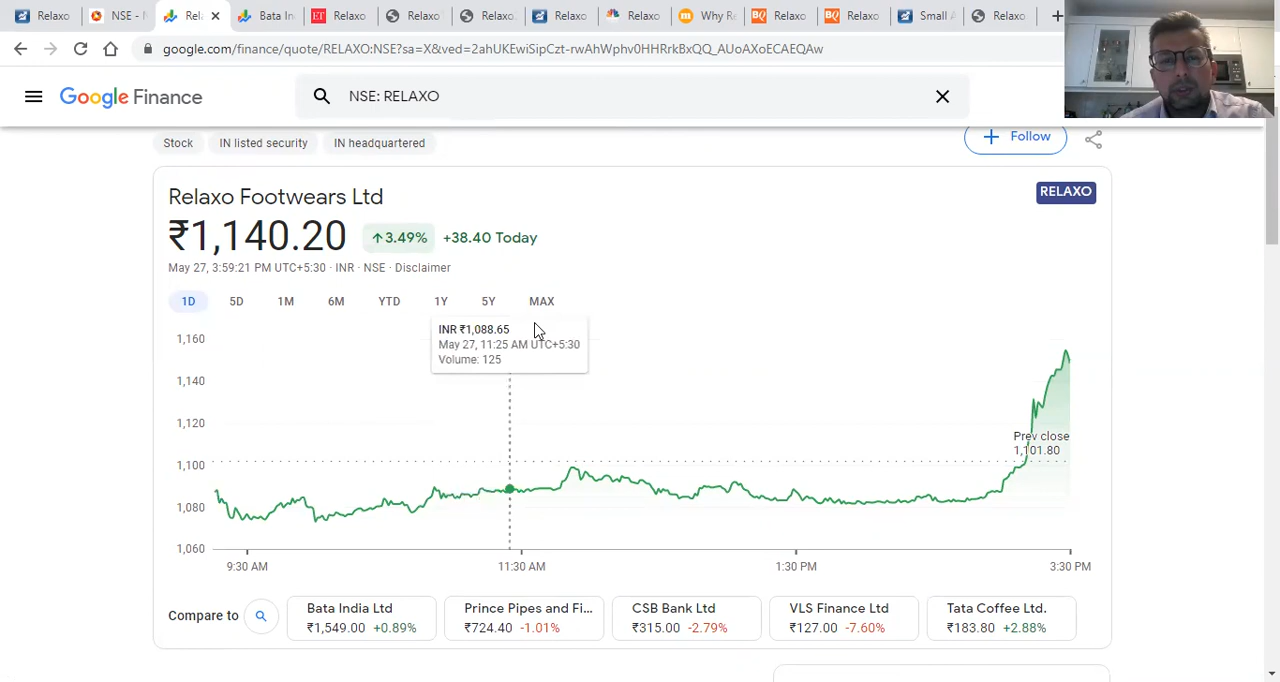 Relaxo
NSE -
Rel
Bata In
Relaxo
Relaxo
Relaxo
Relaxo
Relaxo
Why Re
Relaxo
Relaxo
Small
Relaxo
google.com/finance/quote/RELAXO:NSE?sa=X&ved=2ahUKEwiSipCzt-rwAhWphv0HHRrkBxQQ_AUoAXoECAEQAw
Google Finance
NSE: RELAXO
Stock
IN listed security
IN headquartered
+ Follow
Relaxo Footwears Ltd
RELAXO
₹1,140.20 ↑3.49% +38.40 Today
May 27, 3:59:21 PM UTC+5:30 · INR · NSE · Disclaimer
1D 5D 1M 6M YTD 1Y 5Y MAX
INR ₹1,088.65
May 27, 11:25 AM UTC+5:30
Volume: 125
1,160
1,140
1,120
1,100
1,080
1,060
Prev close
1,101.80
9:30 AM 11:30 AM 1:30 PM 3:30 PM
Compare to
Bata India Ltd
₹1,549.00 +0.89%
Prince Pipes and Fi...
₹724.40 -1.01%
CSB Bank Ltd
₹315.00 -2.79%
VLS Finance Ltd
₹127.00 -7.60%
Tata Coffee Ltd.
₹183.80 +2.88%